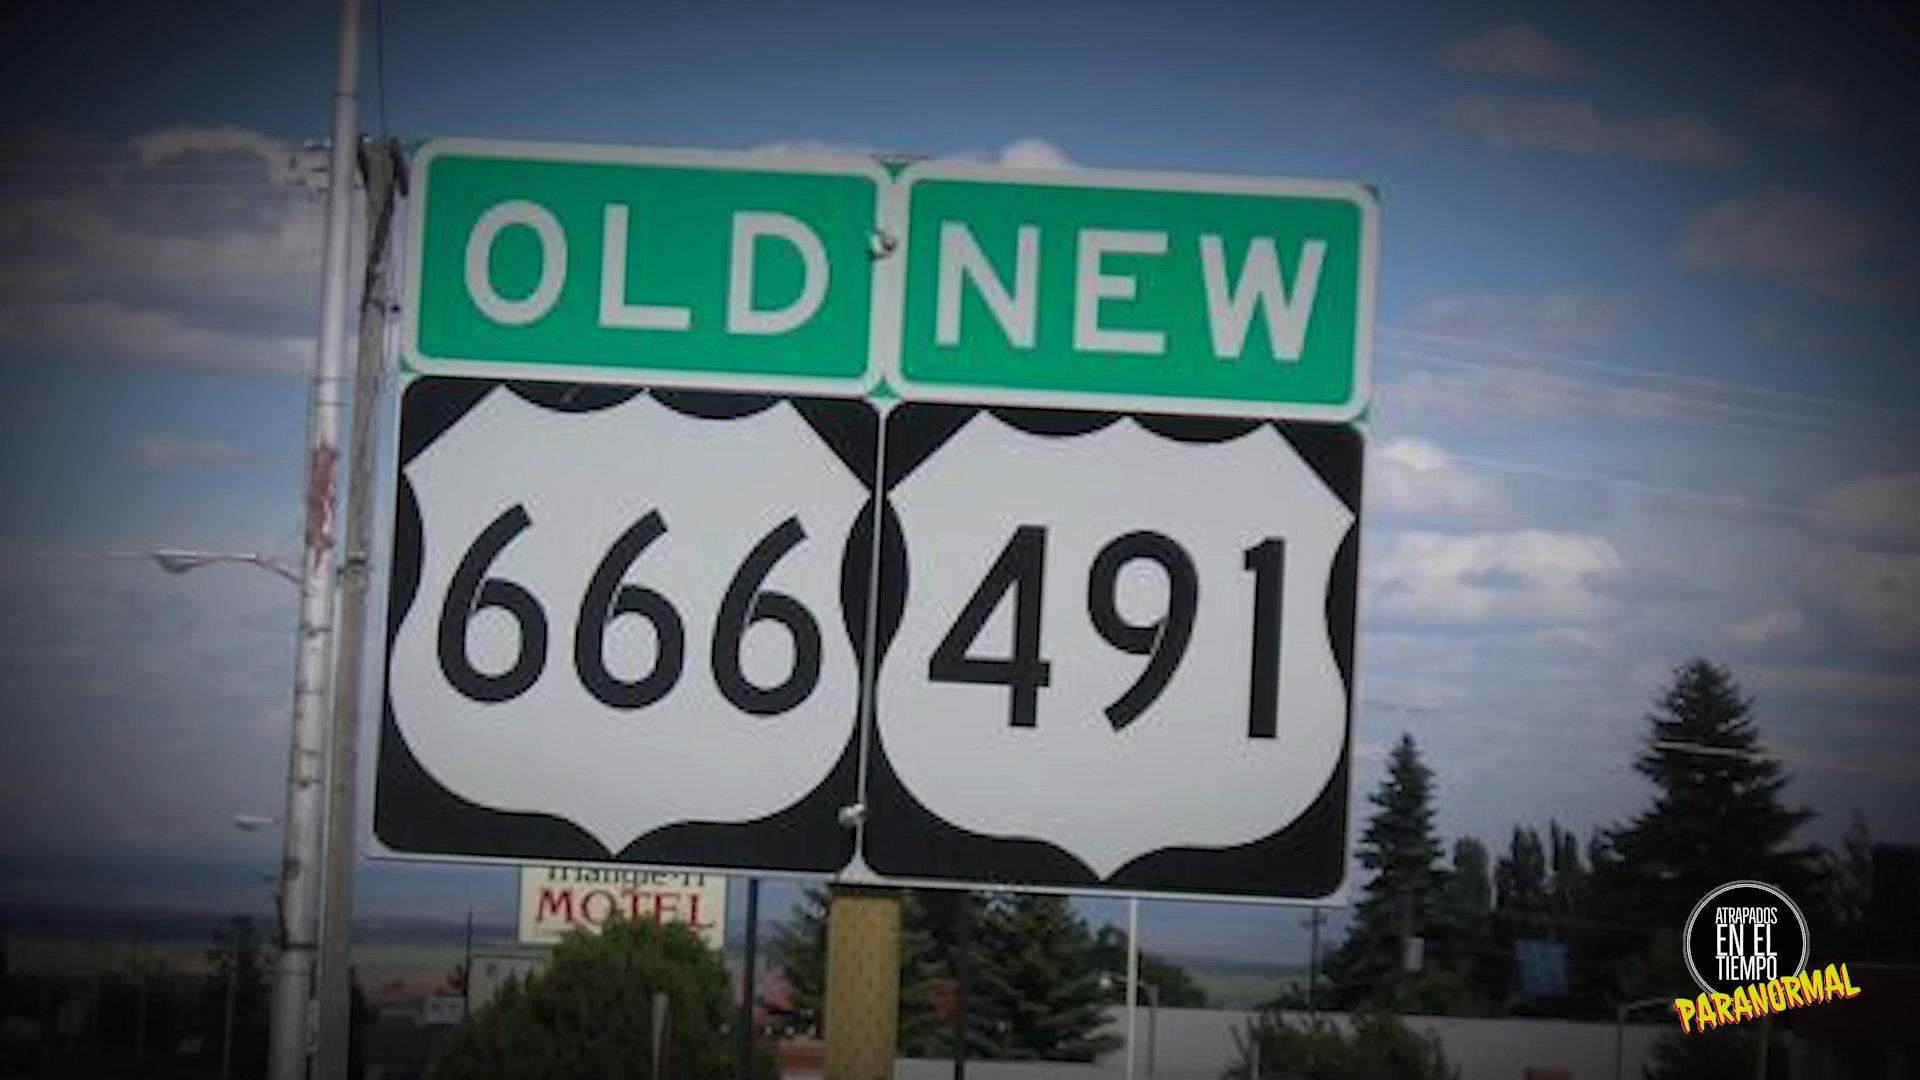 OLD NEW
666 491
MOTEL
ATRAPADOS
EN EL
TIEMPO
PARANORMAL